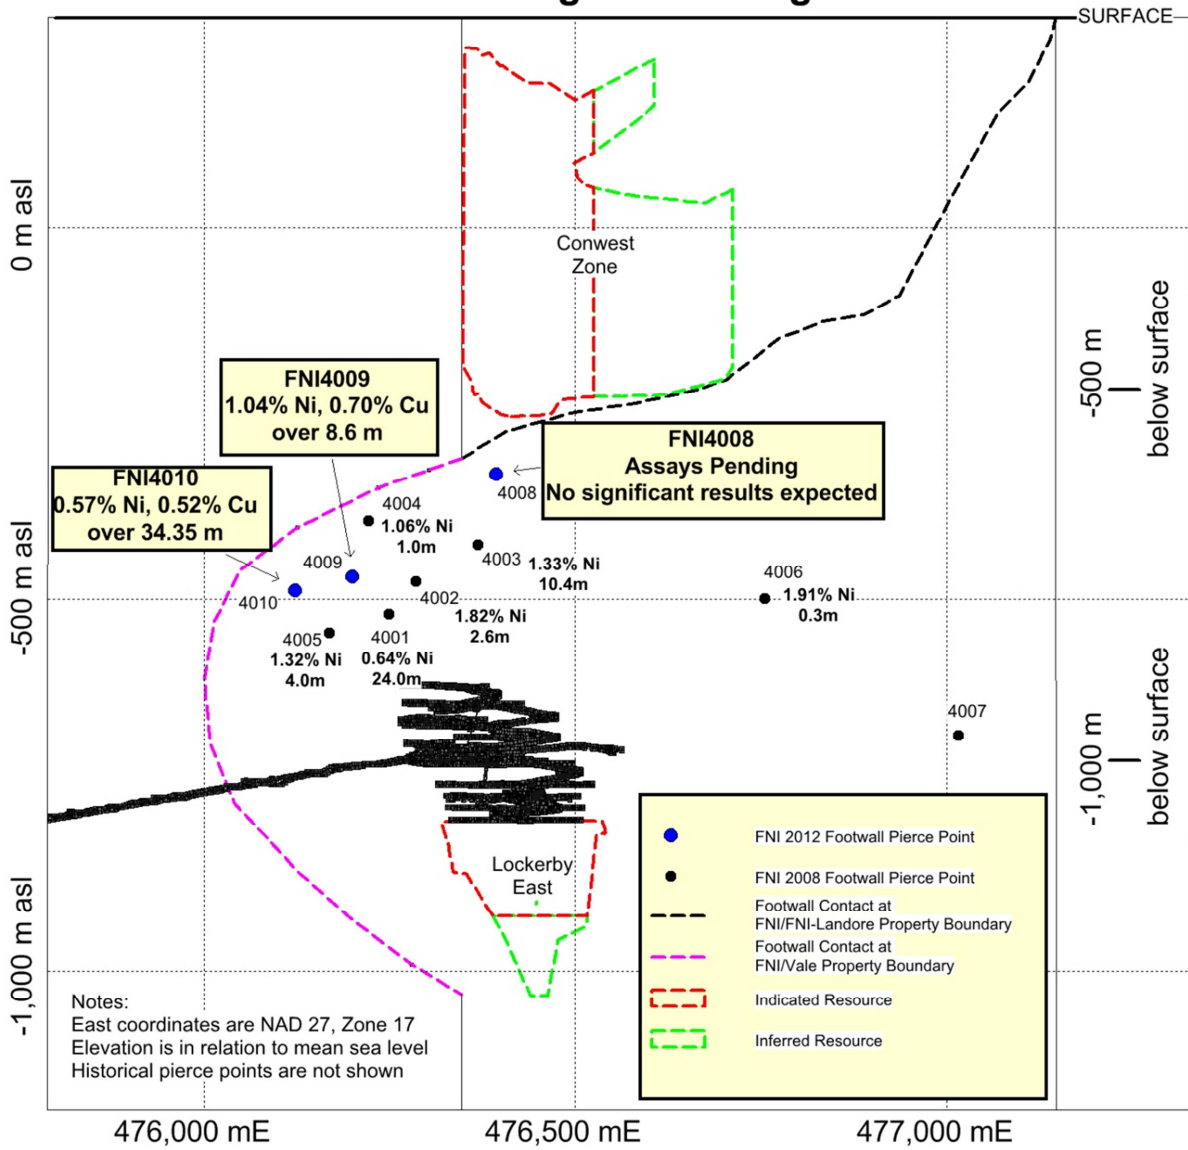 SURFACE
0 m asl
Conwest
Zone
-500 m
below surface
FNI4009
1.04% Ni, 0.70% Cu
over 8.6 m
FNI4008
Assays Pending
No significant results expected
FNI4010
0.57% Ni, 0.52% Cu
over 34.35 m
4008
4004
1.06% Ni
1.0m
4003
1.33% Ni
10.4m
4009
4010
4002
1.82% Ni
2.6m
4006
1.91% Ni
0.3m
-500 m asl
4005
1.32% Ni
4.0m
4001
0.64% Ni
24.0m
4007
-1,000 m
below surface
Lockerby
East
FNI 2012 Footwall Pierce Point
FNI 2008 Footwall Pierce Point
Footwall Contact at
FNI/FNI-Landore Property Boundary
Footwall Contact at
FNI/Vale Property Boundary
Indicated Resource
Inferred Resource
-1,000 m asl
Notes:
East coordinates are NAD 27, Zone 17
Elevation is in relation to mean sea level
Historical pierce points are not shown
476,000 mE
476,500 mE
477,000 mE